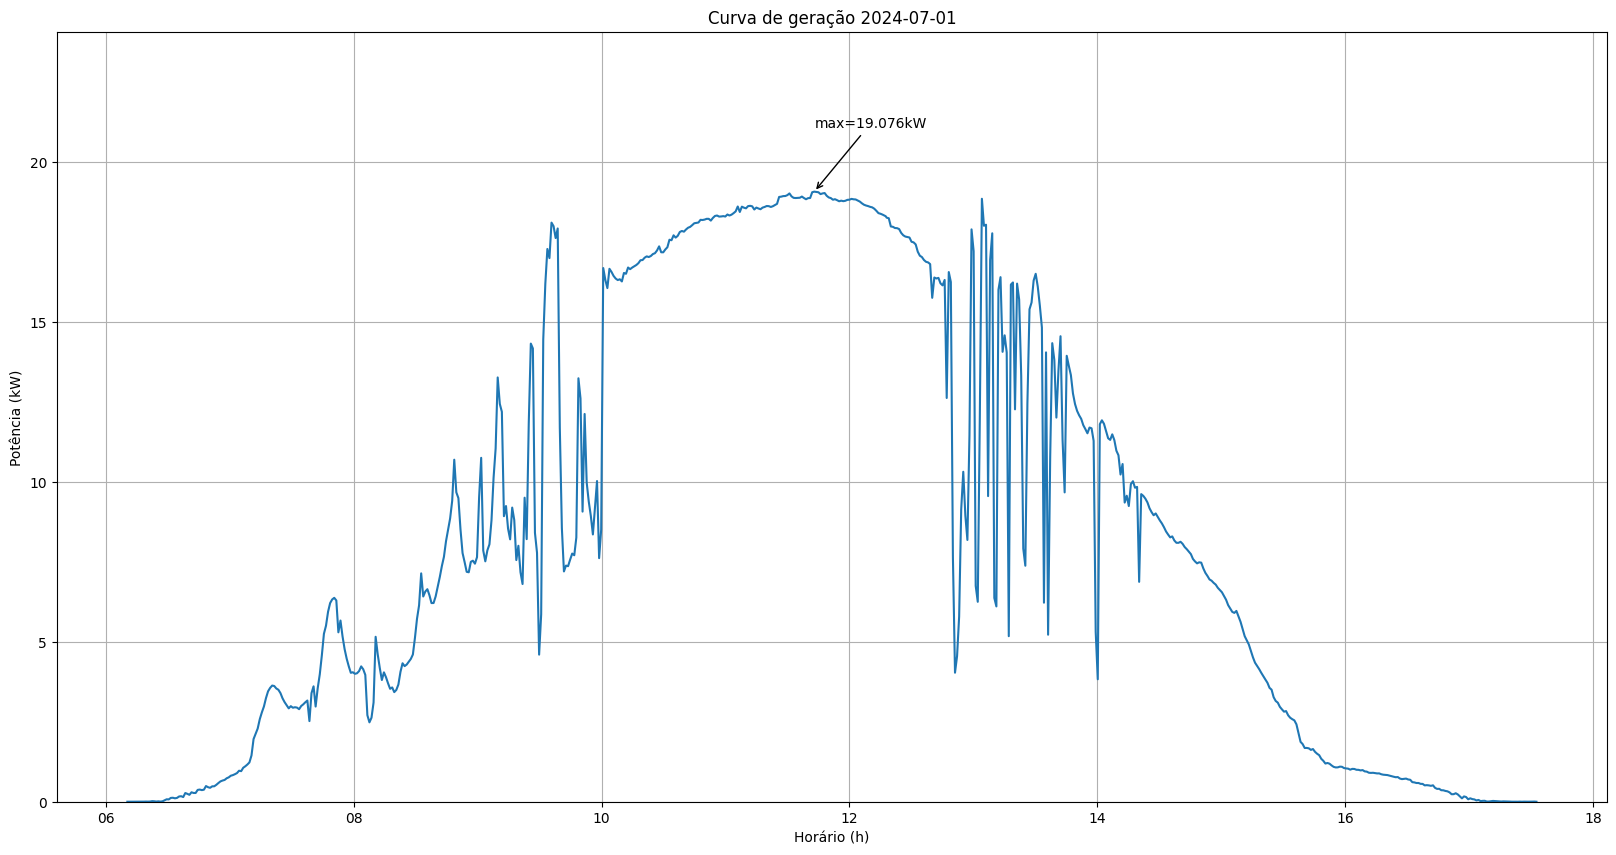 Curva de geração 2024-07-01
max=19.076kW
20
15
10
5
0
Potência (kW)
06 08 10 12 14 16 18
Horário (h)